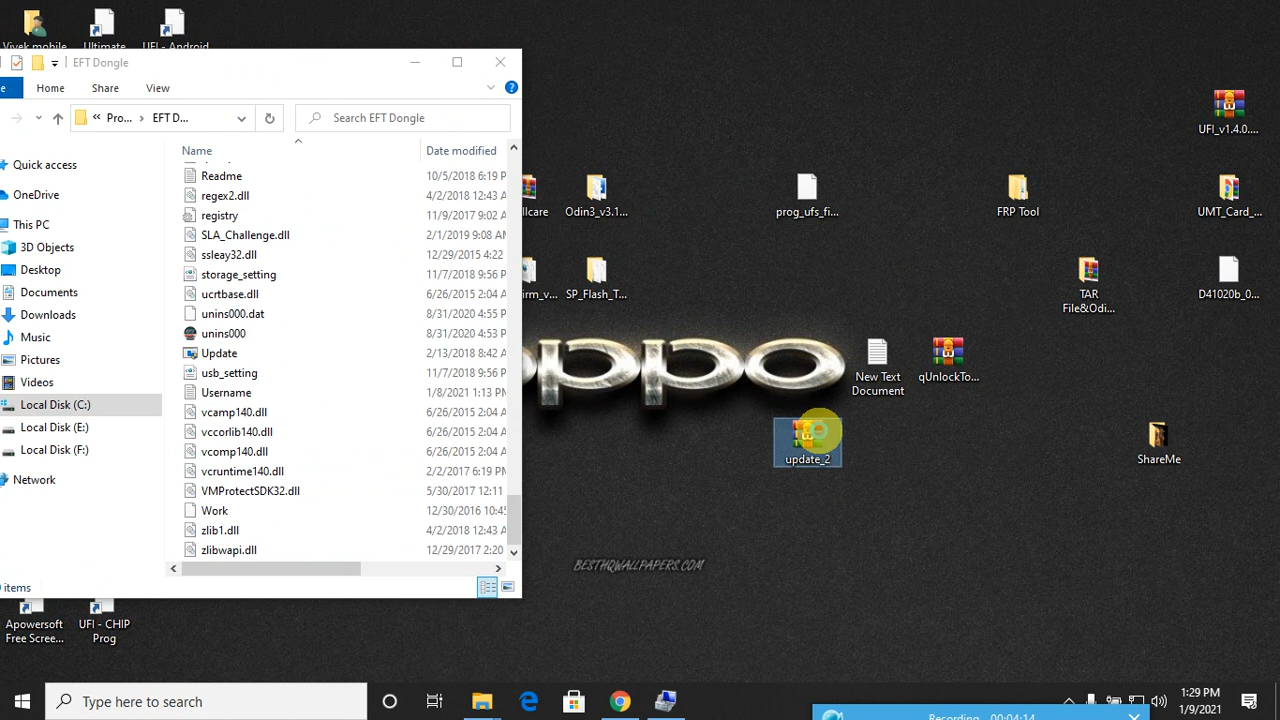 Vivek mobile
Ultimate
UFI - Android
EFT Dongle
Home
Share
View
Pro...
EFT D...
Search EFT Dongle
Quick access
OneDrive
This PC
3D Objects
Desktop
Documents
Downloads
Music
Pictures
Videos
Local Disk (C:)
Local Disk (E:)
Local Disk (F:)
Network
Name
Date modified
Readme 10/5/2018 6:19 P
regex2.dll 4/2/2018 12:43 A
registry 11/9/2017 9:02 A
SLA_Challenge.dll 2/1/2019 9:08 AM
ssleay32.dll 12/29/2015 4:22
storage_setting 11/7/2018 9:56 P
ucrtbase.dll 6/26/2015 2:04 A
unins000.dat 8/31/2020 4:55 P
unins000 8/31/2020 4:53 P
Update 2/13/2018 8:42 A
usb_setting 11/7/2018 9:56 P
Username 1/8/2021 1:13 PM
vcamp140.dll 6/26/2015 2:04 A
vccorlib140.dll 6/26/2015 2:04 A
vcomp140.dll 6/26/2015 2:04 A
vcruntime140.dll 2/2/2017 6:19 PM
VMProtectSDK32.dll 5/30/2017 12:11
Work 12/30/2016 10:45
zlib1.dll 4/2/2018 12:43 A
zlibwapi.dll 12/29/2017 2:20
items
UFI_v1.4.0....
llcare
Odin3_v3.1...
prog_ufs_fi...
FRP Tool
UMT_Card_...
irm_v...
SP_Flash_T...
TAR
File&Odi...
D41020b_0...
oppo
New Text
Document
qUnlockTo...
update_2
ShareMe
BESTHQWALLPAPERS.COM
Apowersoft
Free Scree...
UFI - CHIP
Prog
Type here to search
1:29 PM
1/9/2021
Recording 00:04:14